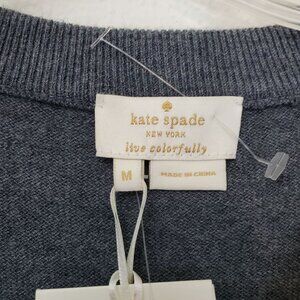 kate spade
NEW YORK
live colorfully
M
MADE IN CHINA